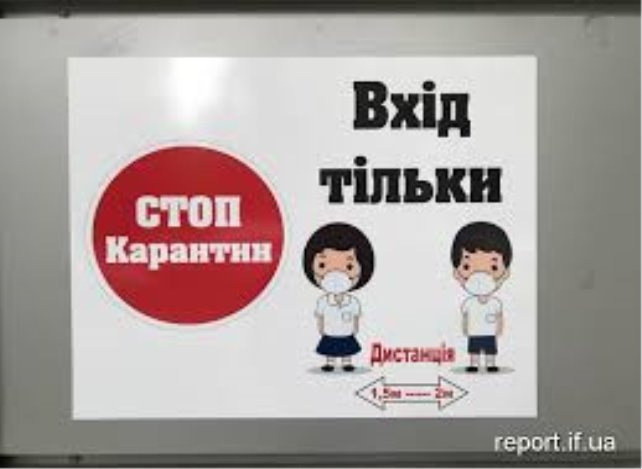 СТОП
Карантин
Вхід
тільки
Дистанція
1,5м ----- 2м
report.if.ua